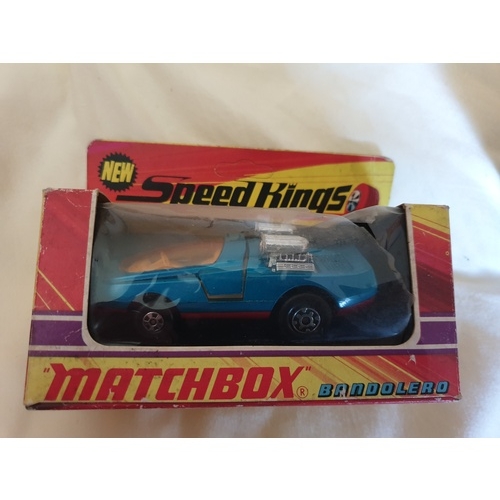 NEW
Speed Kings
"MATCHBOX"®
BANDOLERO